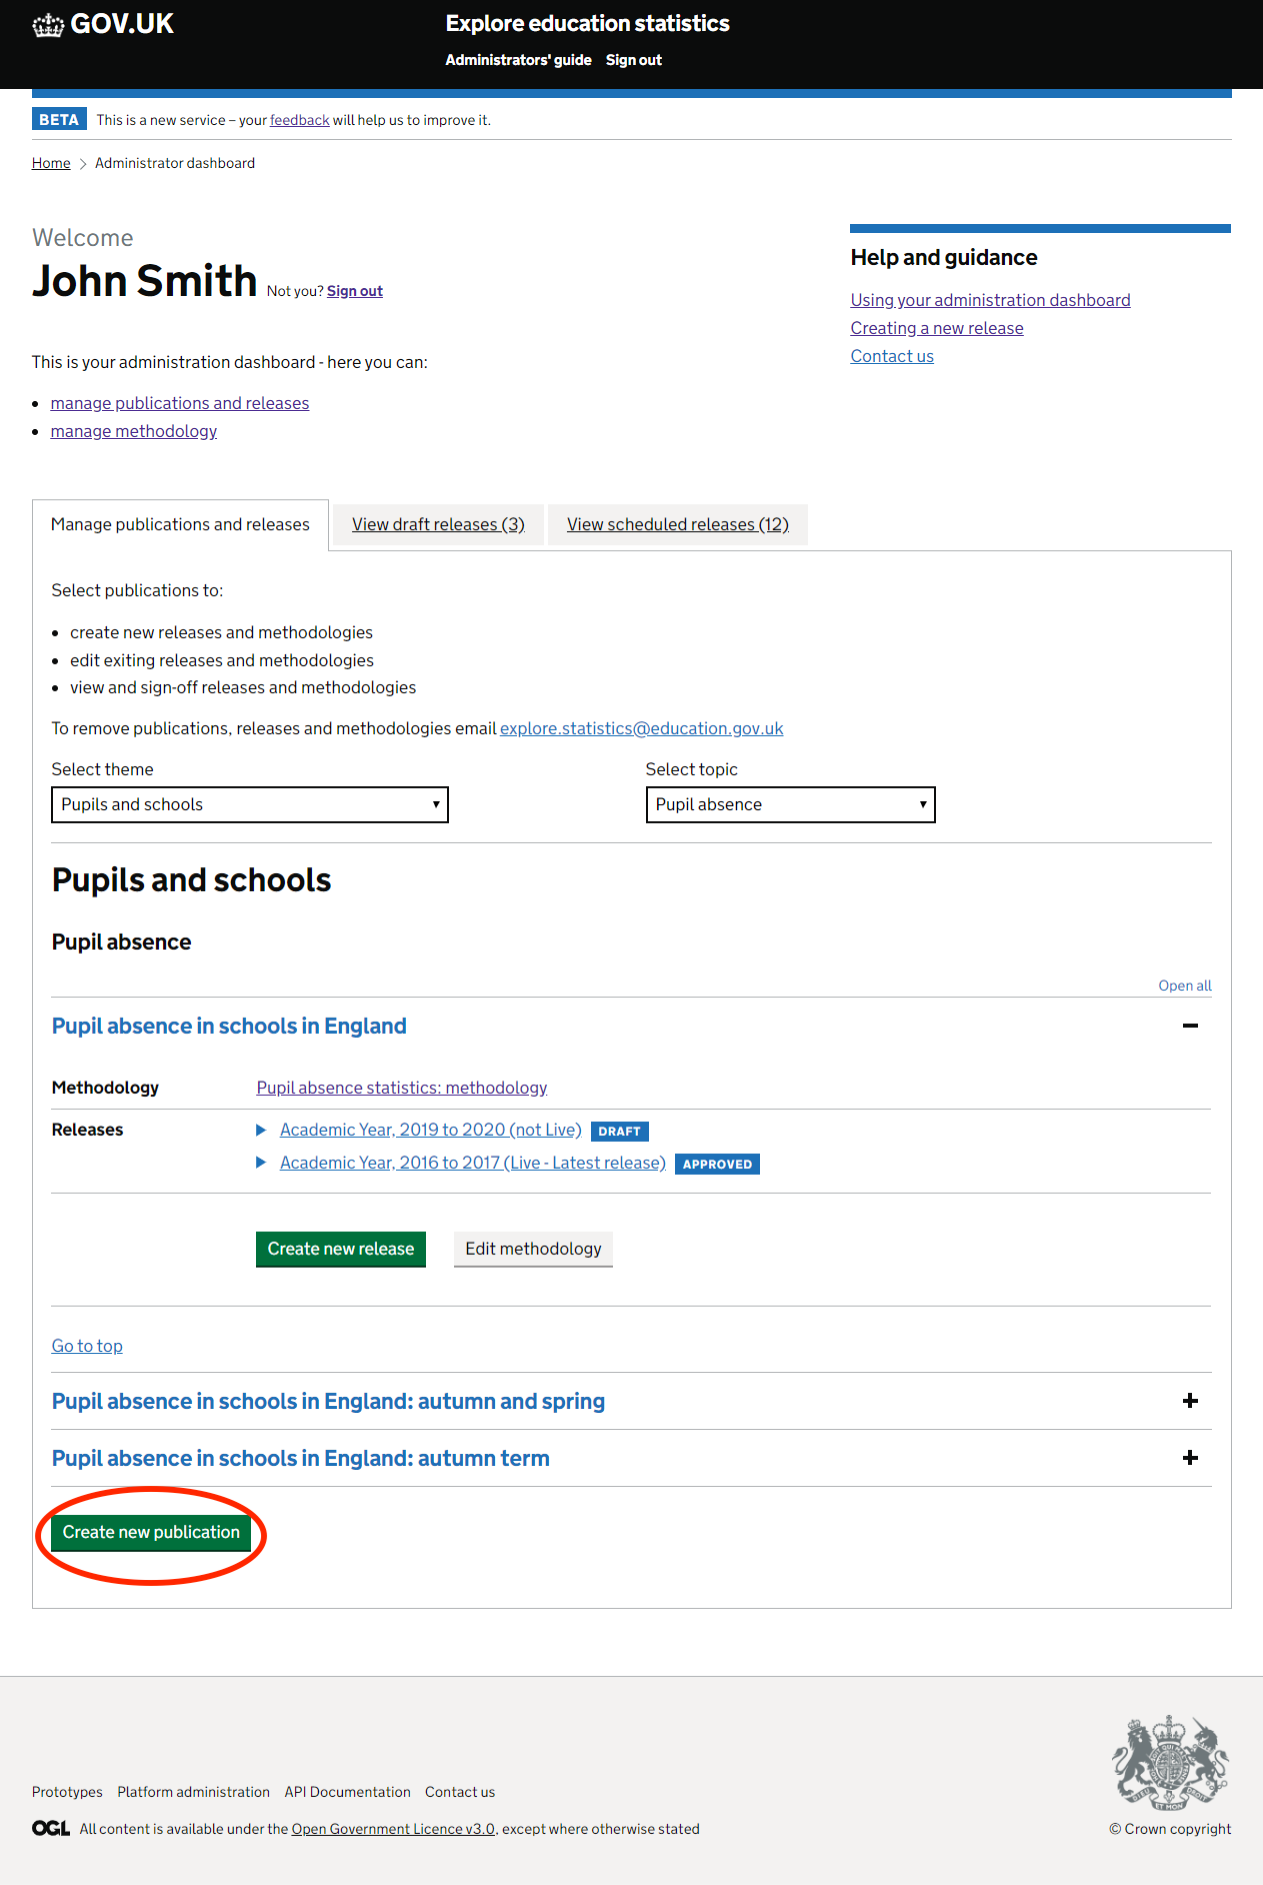 GOV.UK
Explore education statistics
Administrators' guide Sign out
BETA This is a new service – your feedback will help us to improve it.
Home Administrator dashboard
Welcome
John Smith Not you? Sign out
Help and guidance
Using your administration dashboard
Creating a new release
Contact us
This is your administration dashboard - here you can:
manage publications and releases
manage methodology
Manage publications and releases View draft releases (3) View scheduled releases (12)
Select publications to:
create new releases and methodologies
edit exiting releases and methodologies
view and sign-off releases and methodologies
To remove publications, releases and methodologies email explore.statistics@education.gov.uk
Select theme Select topic
Pupils and schools Pupil absence
Pupils and schools
Pupil absence
Open all
Pupil absence in schools in England
Methodology Pupil absence statistics: methodology
Releases Academic Year, 2019 to 2020 (not Live) DRAFT
Academic Year, 2016 to 2017 (Live - Latest release) APPROVED
Create new release Edit methodology
Go to top
Pupil absence in schools in England: autumn and spring
Pupil absence in schools in England: autumn term
Create new publication
Prototypes Platform administration API Documentation Contact us
OGL All content is available under the Open Government Licence v3.0, except where otherwise stated
© Crown copyright